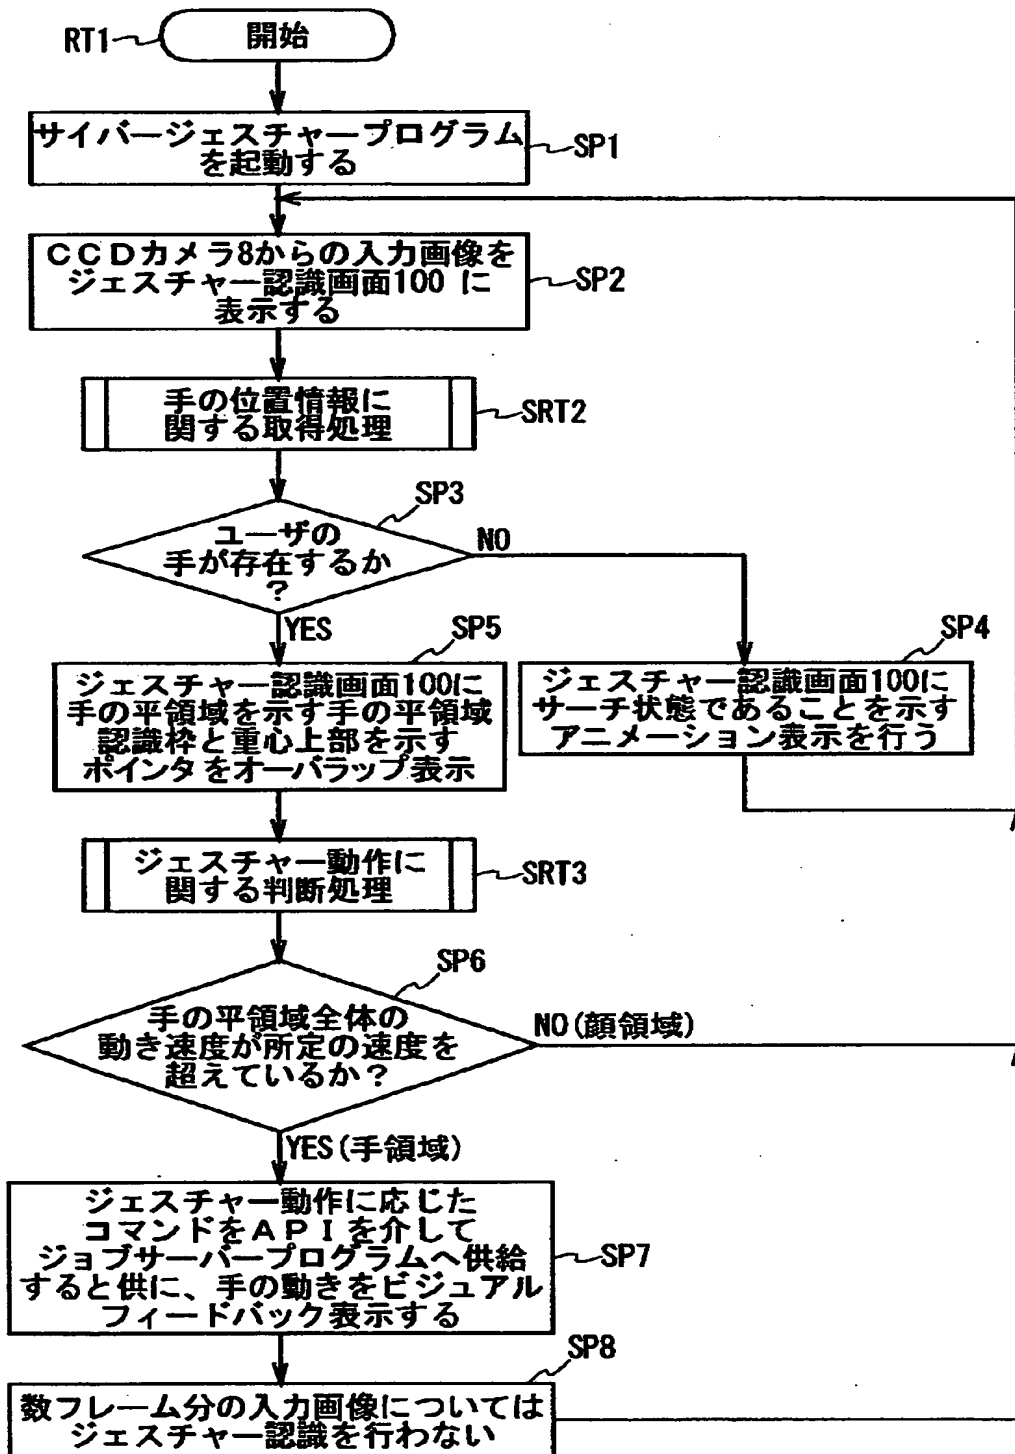 RT1
開始
サイバージェスチャープログラム
を起動する
SP1
CCDカメラ8からの入力画像を
ジェスチャー認識画面100 に
表示する
SP2
手の位置情報に
関する取得処理
SRT2
SP3
ユーザの
手が存在するか
?
NO
YES
SP5
ジェスチャー認識画面100に
手の平領域を示す手の平領域
認識枠と重心上部を示す
ポインタをオーバラップ表示
SP4
ジェスチャー認識画面100に
サーチ状態であることを示す
アニメーション表示を行う
ジェスチャー動作に
関する判断処理
SRT3
SP6
手の平領域全体の
動き速度が所定の速度を
超えているか?
NO(顔領域)
YES(手領域)
ジェスチャー動作に応じた
コマンドをAPIを介して
ジョブサーバープログラムへ供給
すると供に、手の動きをビジュアル
フィードバック表示する
SP7
SP8
数フレーム分の入力画像については
ジェスチャー認識を行わない